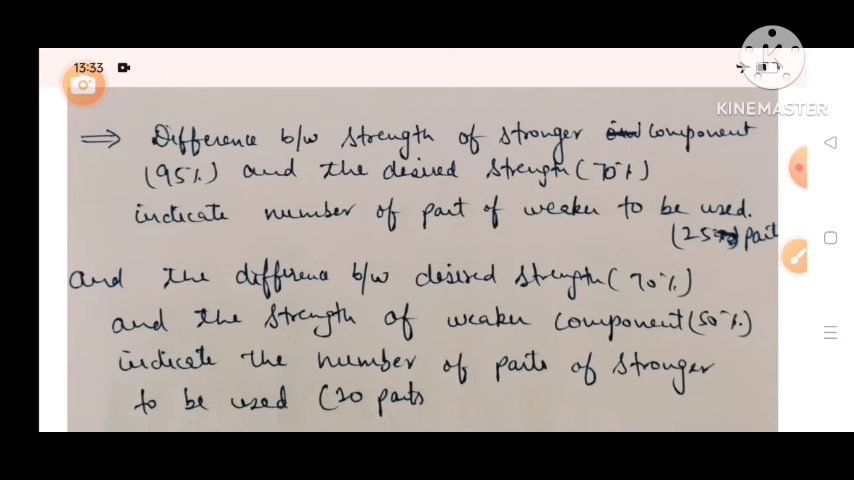 13:33
KINEMASTER
⇒ Difference b/w strength of stronger component
(95%) and the desired strength (70%)
indicate number of part of weaker to be used.
(25 part
and the difference b/w desired strength (70%)
and the strength of weaker component (50%)
indicate the number of parts of stronger
to be used (20 parts